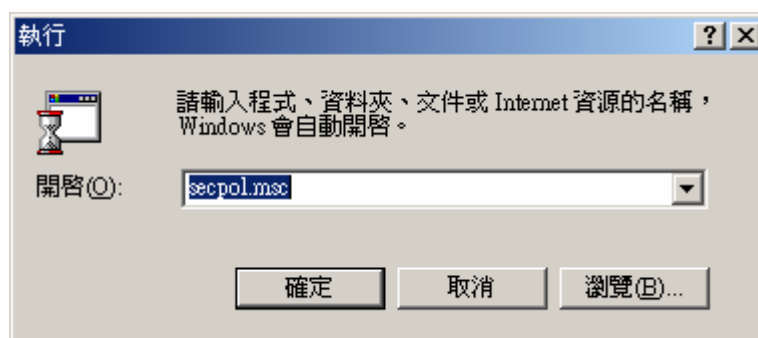 執行
請輸入程式、資料夾、文件或 Internet 資源的名稱，
Windows 會自動開啓。
開啓(O):
secpol.msc
確定
取消
瀏覽(B)...